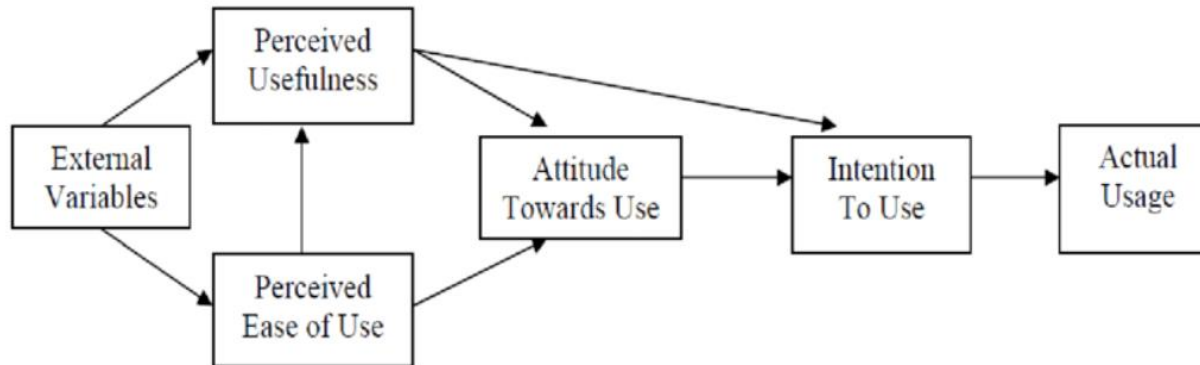 Perceived
Usefulness
External
Variables
Attitude
Towards Use
Intention
To Use
Actual
Usage
Perceived
Ease of Use